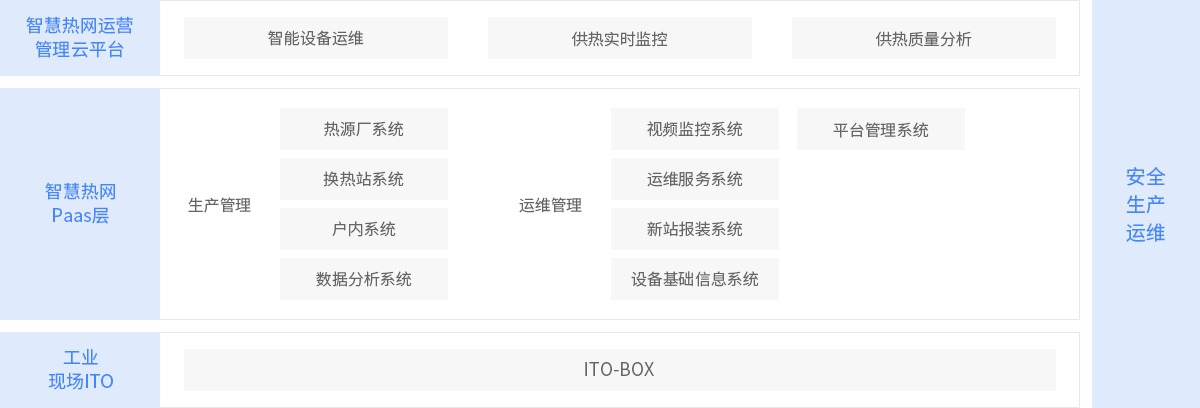 智慧热网运营
管理云平台
智能设备运维
供热实时监控
供热质量分析
智慧热网
Paas层
生产管理
热源厂系统
换热站系统
户内系统
数据分析系统
运维管理
视频监控系统
运维服务系统
新站报装系统
设备基础信息系统
平台管理系统
工业
现场ITO
ITO-BOX
安全
生产
运维